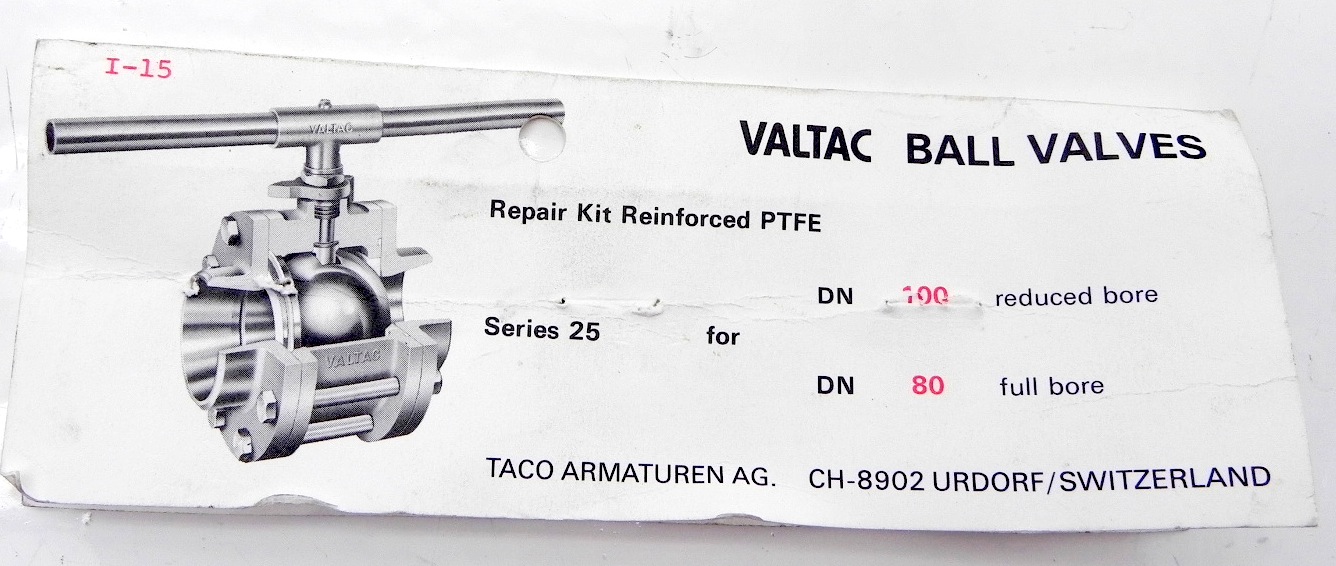 I-15
VALTAC
VALTAC BALL VALVES
Repair Kit Reinforced PTFE
DN 100 reduced bore
Series 25 for
VALTAC
DN 80 full bore
TACO ARMATUREN AG. CH-8902 URDORF/SWITZERLAND